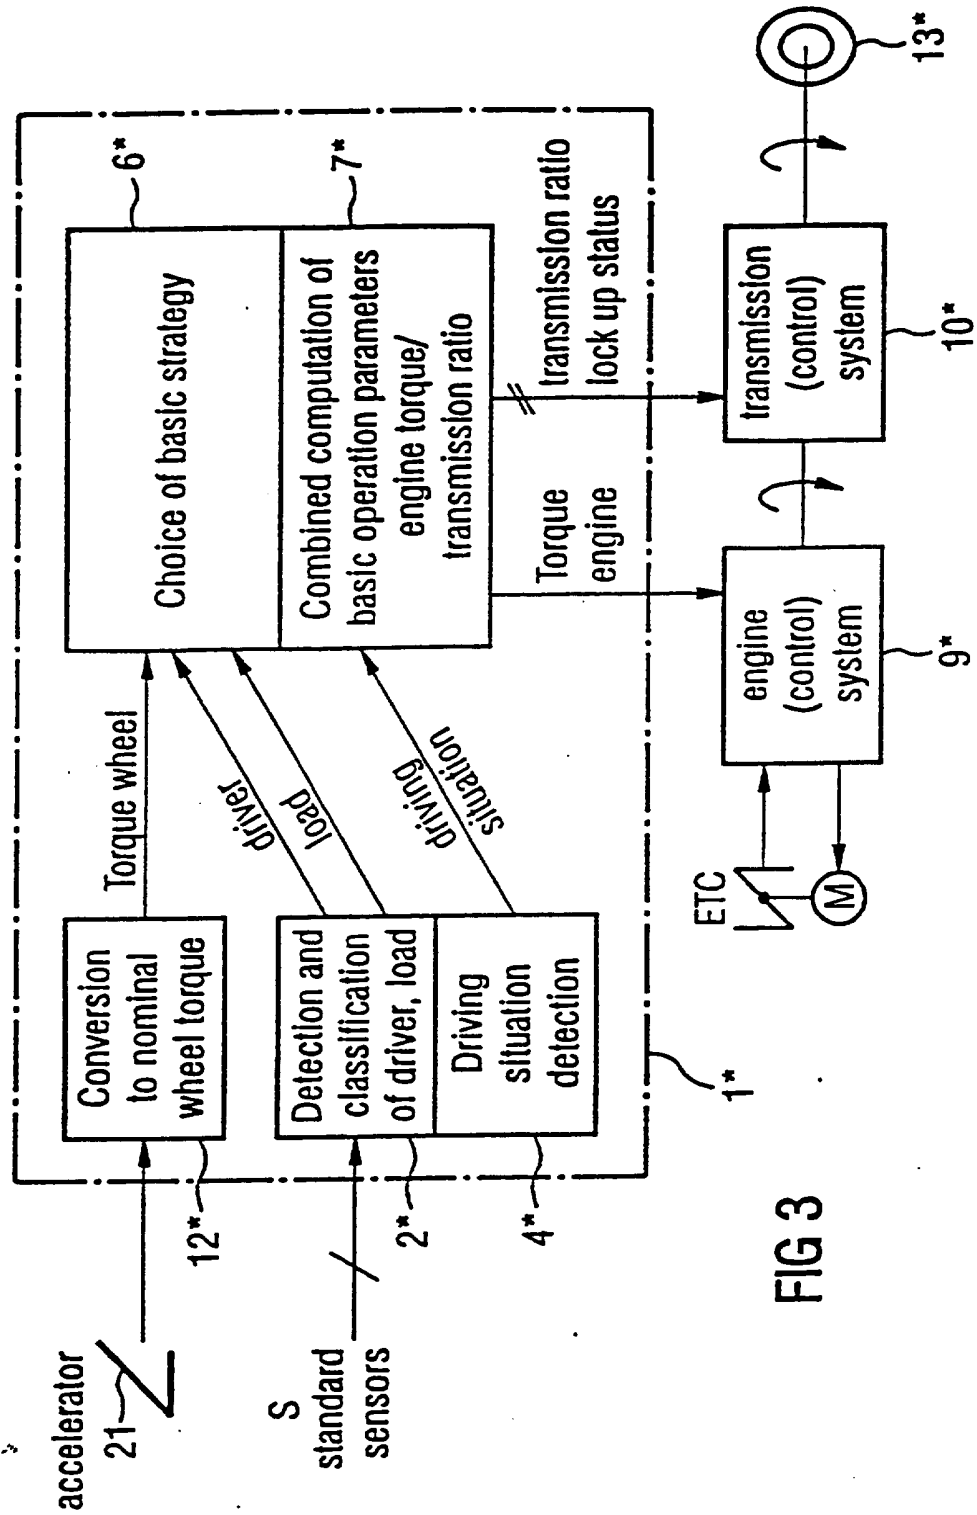 accelerator
21
S
standard
sensors
12*
2*
4*
1*
Conversion
to nominal
wheel torque
Detection and
classification
of driver, load
Driving
situation
detection
Torque wheel
driver
load
driving
situation
6*
Choice of basic strategy
7*
Combined computation of
basic operation parameters
engine torque/
transmission ratio
Torque
engine
transmission ratio
lock up status
ETC
M
engine
(control)
system
9*
transmission
(control)
system
10*
13*
FIG 3